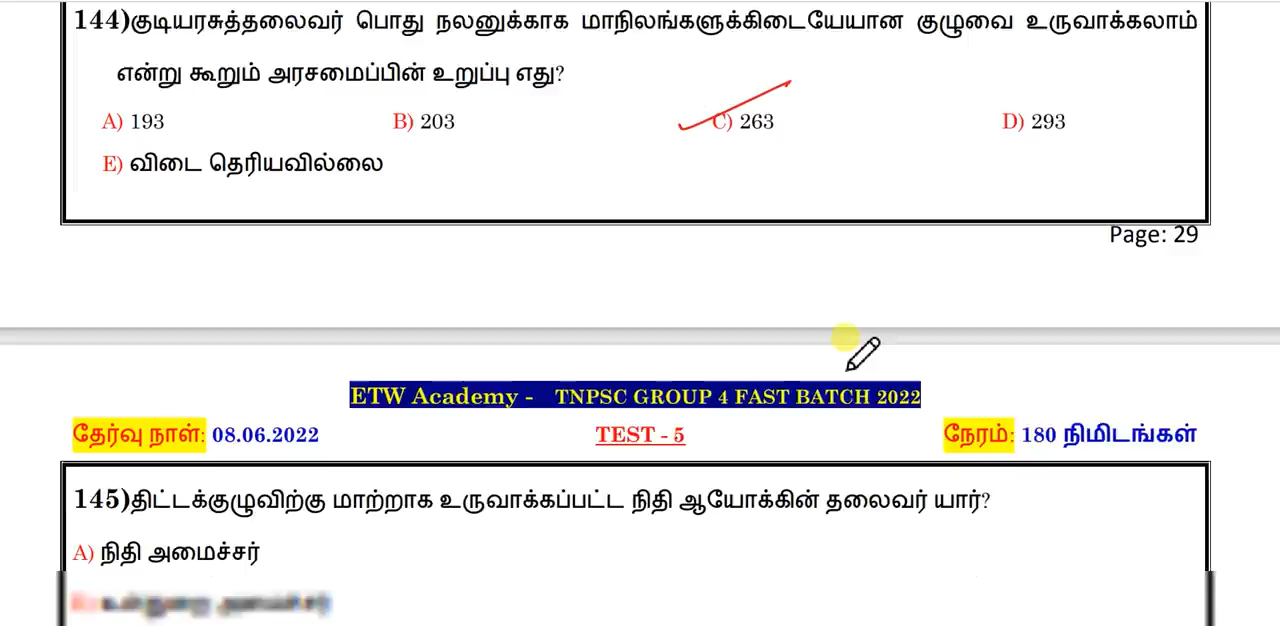 144)குடியரசுத்தலைவர் பொது நலனுக்காக மாநிலங்களுக்கிடையேயான குழுவை உருவாக்கலாம்
என்று கூறும் அரசமைப்பின் உறுப்பு எது?
A) 193 B) 203 C) 263 D) 293
E) விடை தெரியவில்லை
Page: 29
ETW Academy - TNPSC GROUP 4 FAST BATCH 2022
தேர்வு நாள்: 08.06.2022 TEST - 5 நேரம்: 180 நிமிடங்கள்
145)திட்டக்குழுவிற்கு மாற்றாக உருவாக்கப்பட்ட நிதி ஆயோக்கின் தலைவர் யார்?
A) நிதி அமைச்சர்